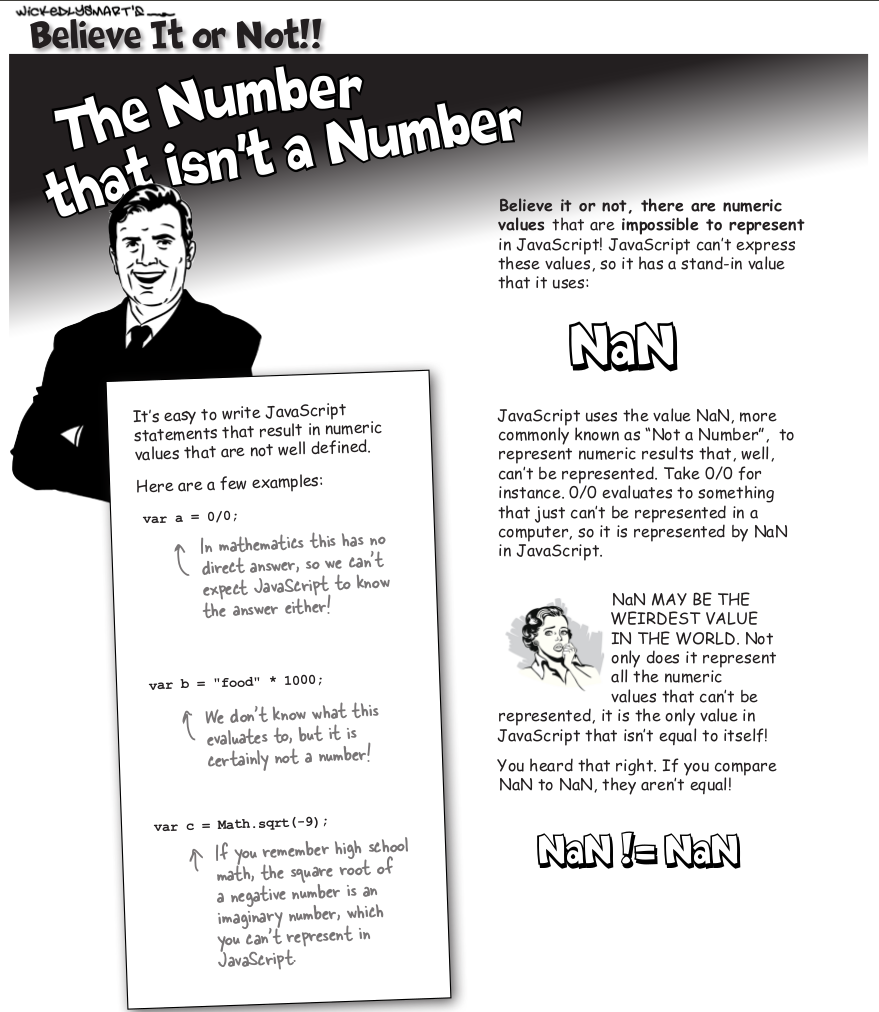 WickedlySmart's
Believe It or Not!!
The Number
that isn't a Number
Believe it or not, there are numeric
values that are impossible to represent
in JavaScript! JavaScript can't express
these values, so it has a stand-in value
that it uses:
NaN
It's easy to write JavaScript
statements that result in numeric
values that are not well defined.
Here are a few examples:
var a = 0/0;
In mathematics this has no
direct answer, so we can't
expect JavaScript to know
the answer either!
var b = "food" * 1000;
We don't know what this
evaluates to, but it is
certainly not a number!
var c = Math.sqrt(-9);
If you remember high school
math, the square root of
a negative number is an
imaginary number, which
you can't represent in
JavaScript.
JavaScript uses the value NaN, more
commonly known as “Not a Number”, to
represent numeric results that, well,
can't be represented. Take 0/0 for
instance. 0/0 evaluates to something
that just can't be represented in a
computer, so it is represented by NaN
in JavaScript.
NaN MAY BE THE
WEIRDEST VALUE
IN THE WORLD. Not
only does it represent
all the numeric
values that can't be
represented, it is the only value in
JavaScript that isn't equal to itself!
You heard that right. If you compare
NaN to NaN, they aren't equal!
NaN != NaN